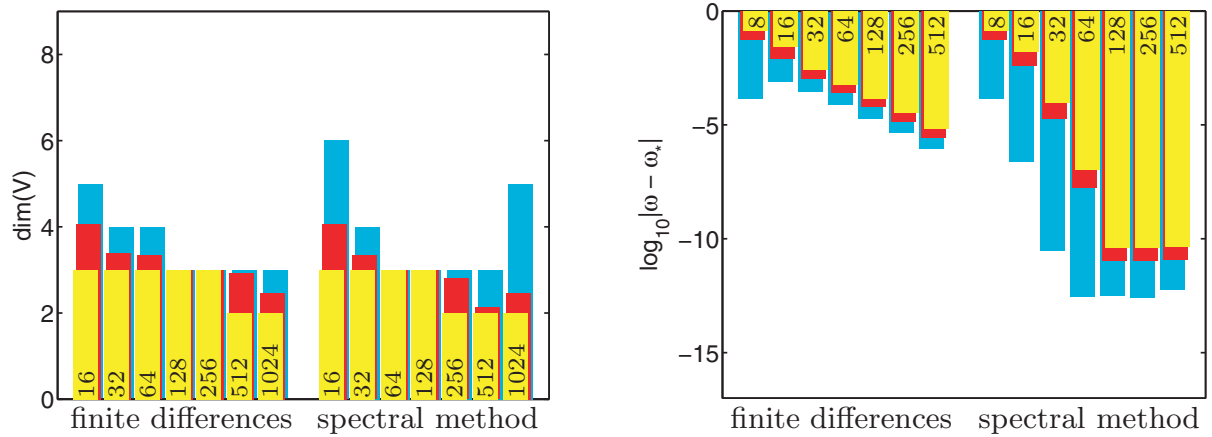 dim(V)
8
6
4
2
0
16 32 64 128 256 512 1024
16 32 64 128 256 512 1024
finite differences
spectral method
log₁₀|ω − ω*|
0
−5
−10
−15
8 16 32 64 128 256 512
8 16 32 64 128 256 512
finite differences
spectral method